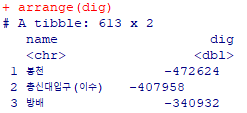 + arrange(dig)
# A tibble: 613 x 2
name dig
<chr> <dbl>
1 봉천 -472624
2 총신대입구 (이수) -407958
3 방배 -340932